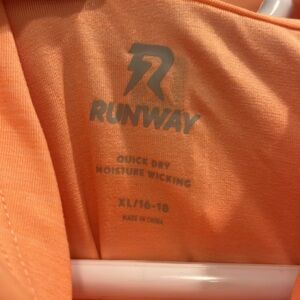 RUNWAY
QUICK DRY
MOISTURE WICKING
XL/16-18
MADE IN CHINA